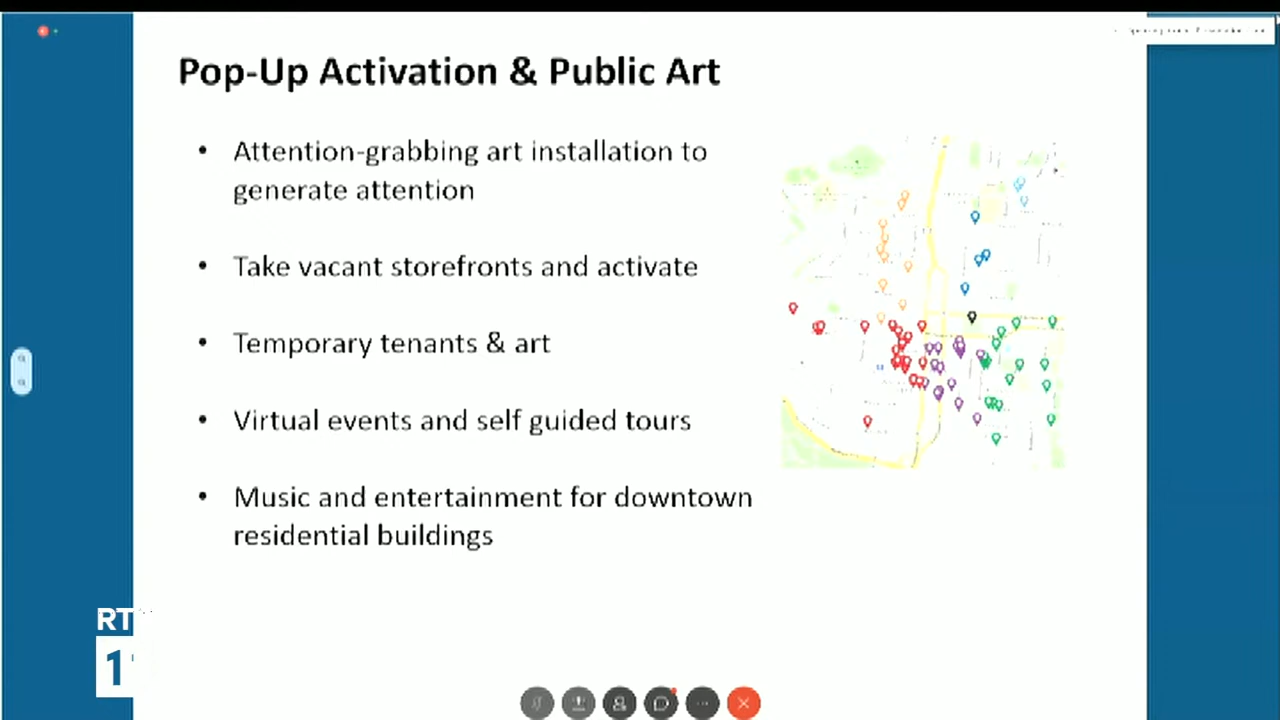 Pop-Up Activation & Public Art
• Attention-grabbing art installation to
generate attention
• Take vacant storefronts and activate
• Temporary tenants & art
• Virtual events and self guided tours
• Music and entertainment for downtown
residential buildings
RT